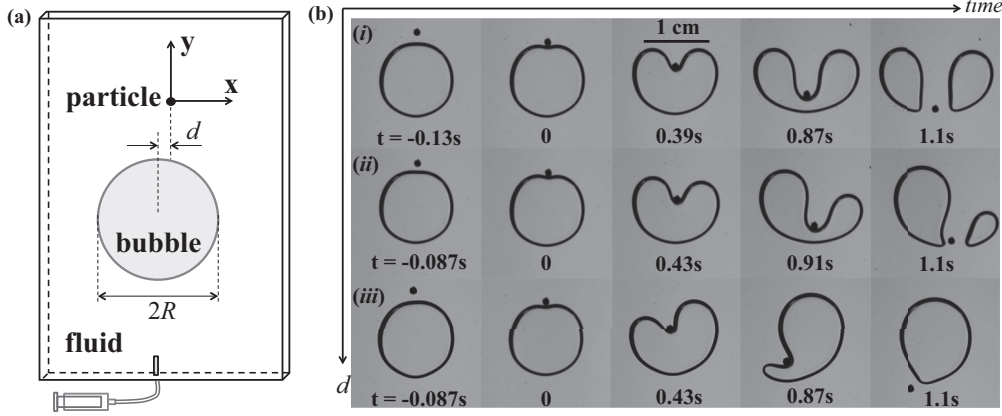 (a)
y
x
particle
d
bubble
2R
fluid
(b)
time
d
(i)
1 cm
t = -0.13s
0
0.39s
0.87s
1.1s
(ii)
t = -0.087s
0
0.43s
0.91s
1.1s
(iii)
t = -0.087s
0
0.43s
0.87s
1.1s